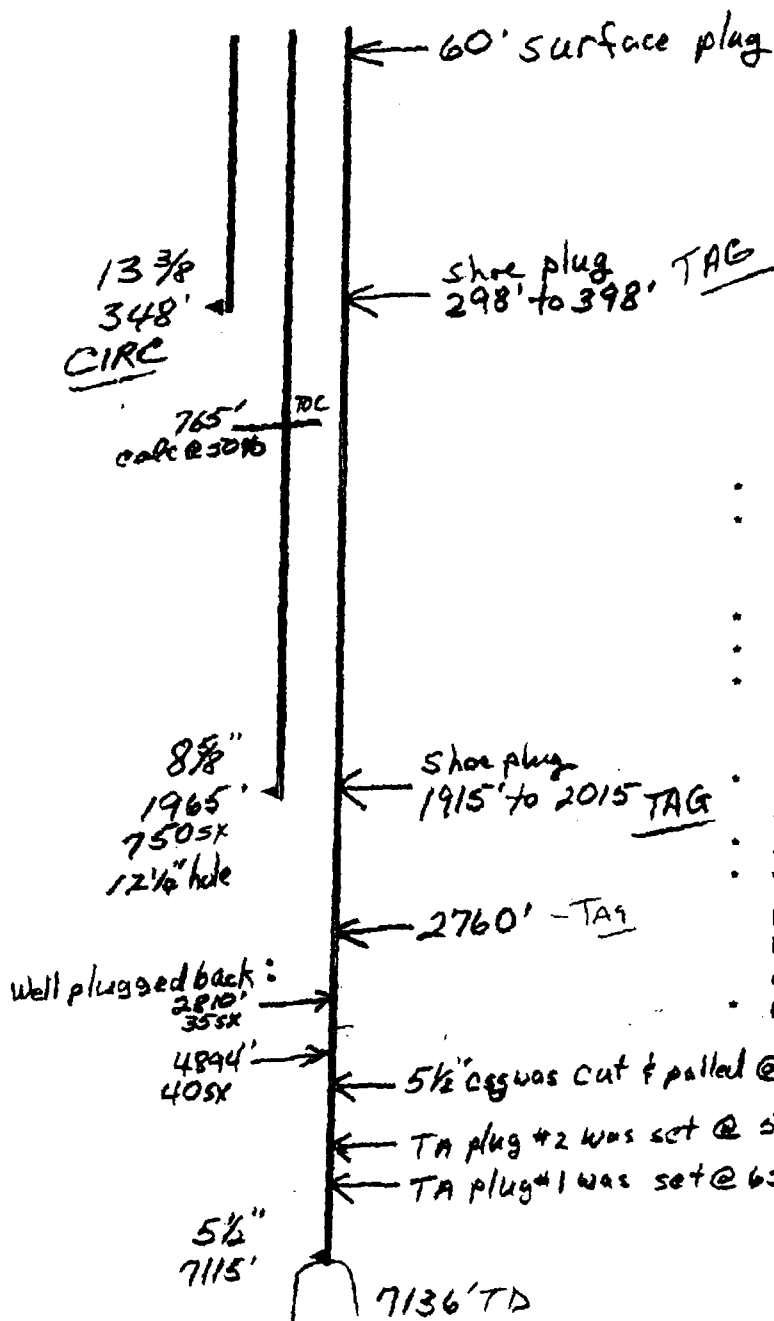 60' surface plug
13 3/8
348'
CIRC
shoe plug TAG
298' to 398'
765' TOC
calc @ 50%
8 5/8"
1965'
750sx
12 1/4" hole
shoe plug
1915' to 2015 TAG
2760' - TAG
Well plugged back:
2810'
35sx
4894'
40sx
5 1/2" csg was cut & pulled @
TA plug #2 was set @ 5
TA plug #1 was set @ 65
5 1/2"
7115'
7136' TD